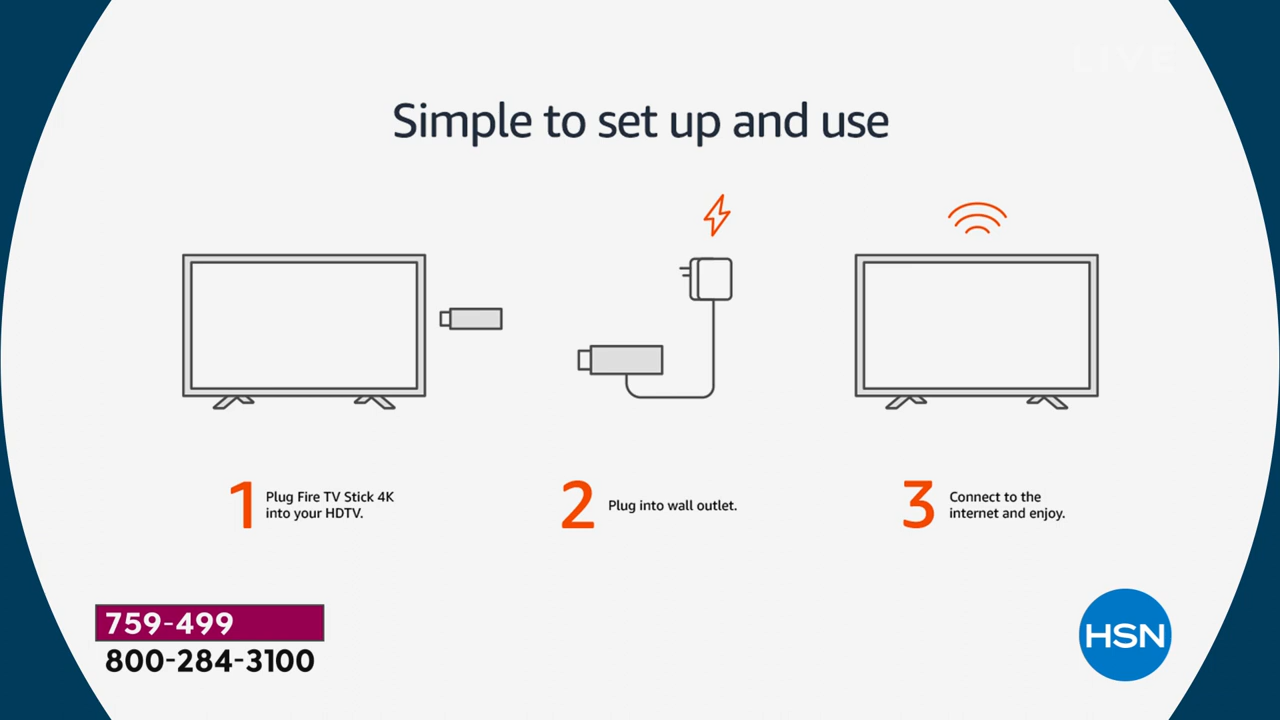 LIVE
Simple to set up and use
1 Plug Fire TV Stick 4K
into your HDTV.
2 Plug into wall outlet.
3 Connect to the
internet and enjoy.
759-499
800-284-3100
HSN